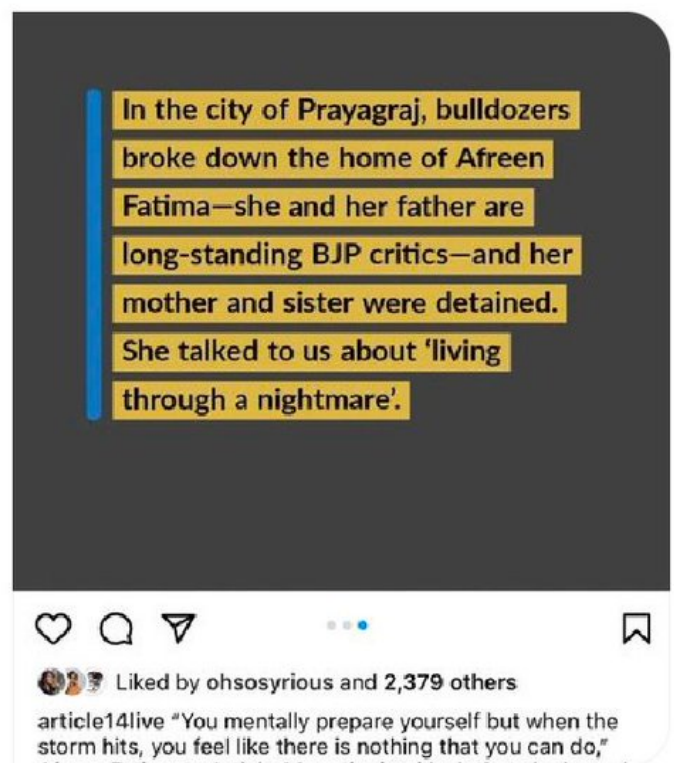 In the city of Prayagraj, bulldozers
broke down the home of Afreen
Fatima—she and her father are
long-standing BJP critics—and her
mother and sister were detained.
She talked to us about ‘living
through a nightmare’.
Liked by ohsosyrious and 2,379 others
article14live “You mentally prepare yourself but when the
storm hits, you feel like there is nothing that you can do,”